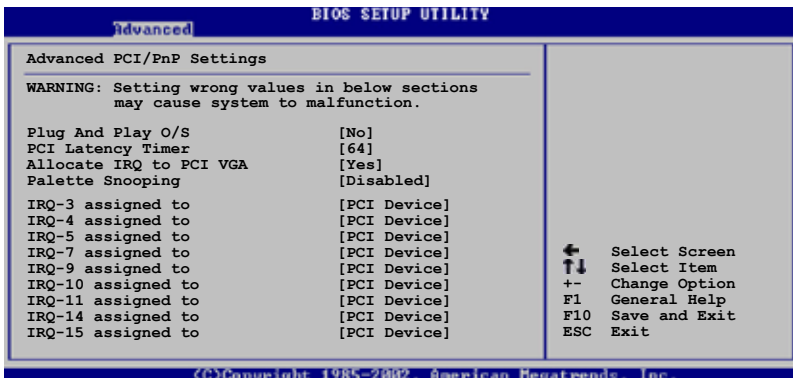 BIOS SETUP UTILITY
Advanced
Advanced PCI/PnP Settings
WARNING: Setting wrong values in below sections
may cause system to malfunction.
Plug And Play O/S [No]
PCI Latency Timer [64]
Allocate IRQ to PCI VGA [Yes]
Palette Snooping [Disabled]
IRQ-3 assigned to [PCI Device]
IRQ-4 assigned to [PCI Device]
IRQ-5 assigned to [PCI Device]
IRQ-7 assigned to [PCI Device]
IRQ-9 assigned to [PCI Device]
IRQ-10 assigned to [PCI Device]
IRQ-11 assigned to [PCI Device]
IRQ-14 assigned to [PCI Device]
IRQ-15 assigned to [PCI Device]
← Select Screen
↑↓ Select Item
+- Change Option
F1 General Help
F10 Save and Exit
ESC Exit
(C)Copyright 1985-2002, American Megatrends, Inc.